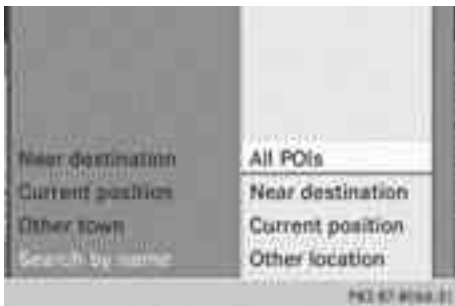 Near destination
Current position
Other town
Search by name
All POIs
Near destination
Current position
Other location